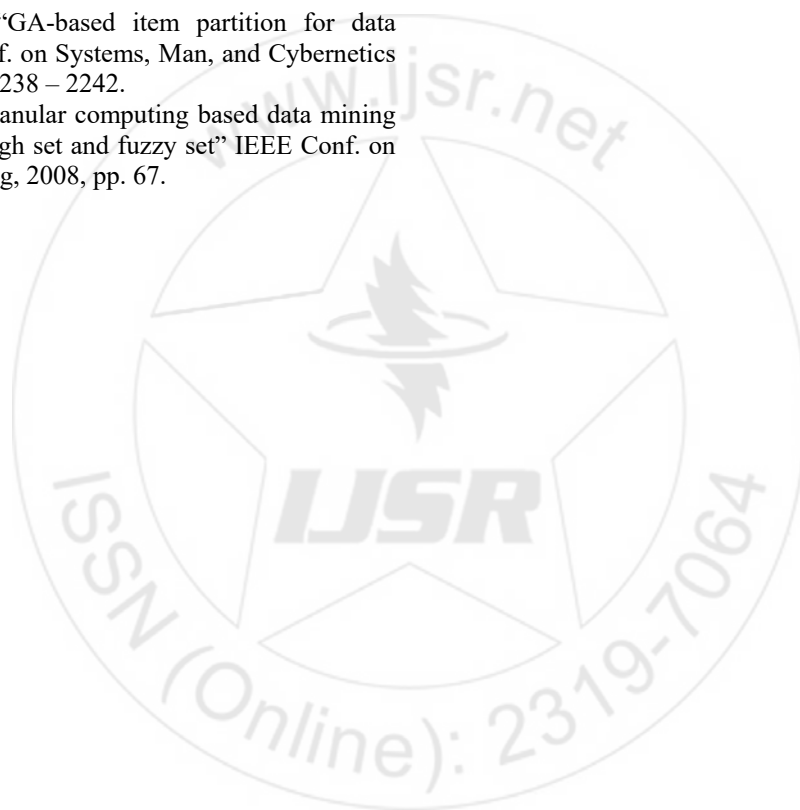 “GA-based item partition for data
f. on Systems, Man, and Cybernetics
238 – 2242.
anular computing based data mining
gh set and fuzzy set” IEEE Conf. on
g, 2008, pp. 67.
www.ijsr.net
IJSR
ISSN (Online): 2319-7064